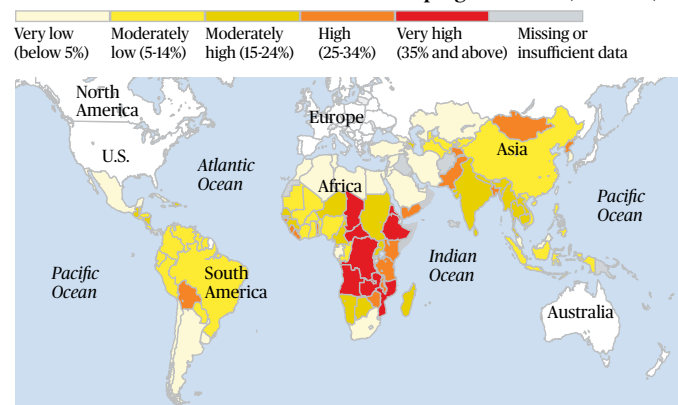 Very low
(below 5%)
Moderately
low (5-14%)
Moderately
high (15-24%)
High
(25-34%)
Very high
(35% and above)
Missing or
insufficient data
North
America
Europe
U.S.
Asia
Atlantic
Ocean
Africa
Pacific
Ocean
Indian
Ocean
Pacific
Ocean
South
America
Australia